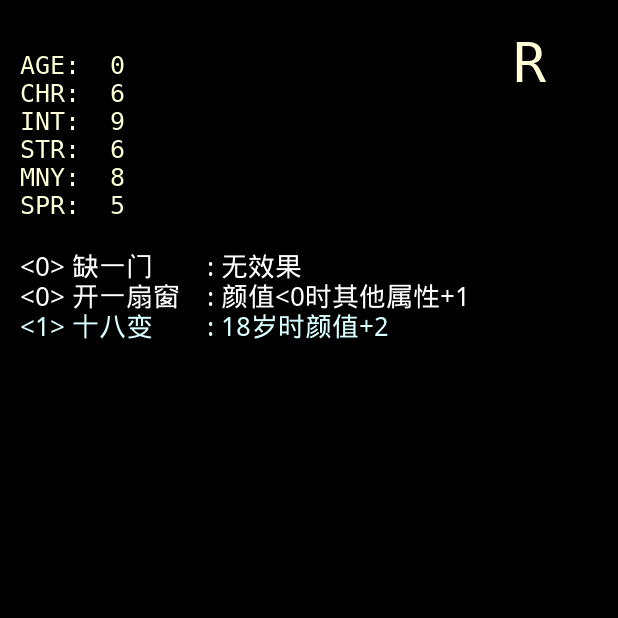 R
AGE: 0
CHR: 6
INT: 9
STR: 6
MNY: 8
SPR: 5
<0> 缺一门 : 无效果
<0> 开一扇窗 : 颜值<0时其他属性+1
<1> 十八变 : 18岁时颜值+2